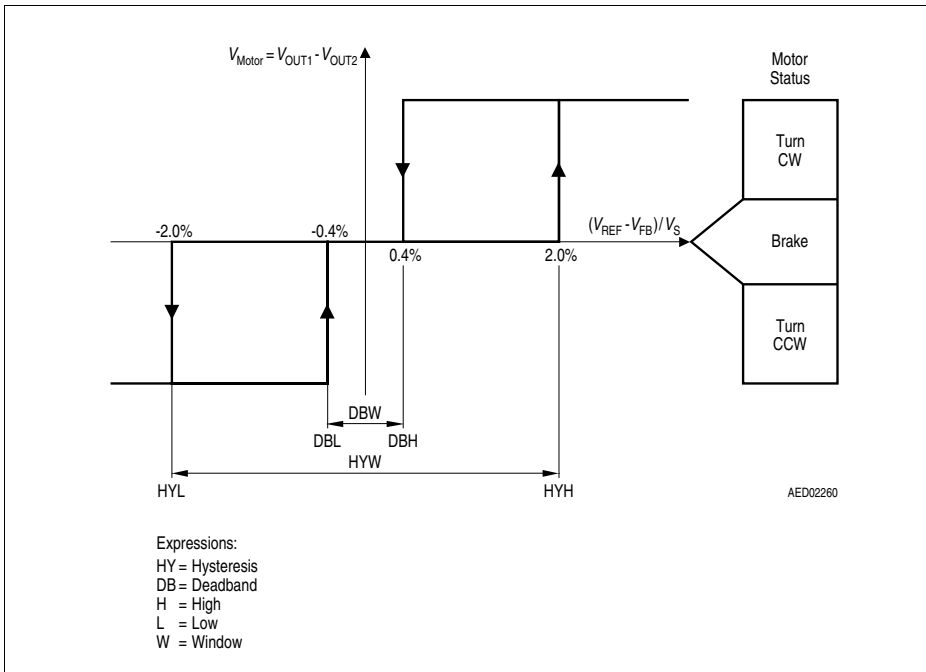 V_Motor = V_OUT1 - V_OUT2
Motor
Status
Turn
CW
-2.0%
-0.4%
(V_REF - V_FB) / V_S
Brake
0.4%
2.0%
Turn
CCW
DBW
DBL
DBH
HYW
HYL
HYH
AED02260
Expressions:
HY = Hysteresis
DB = Deadband
H = High
L = Low
W = Window